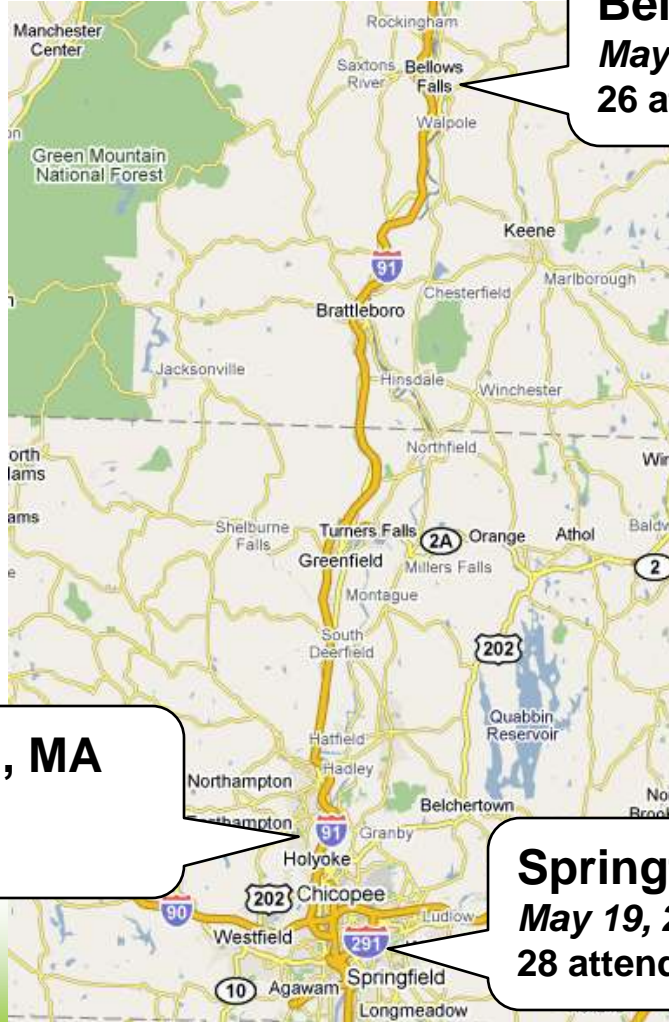 Bel
May
26 a
Manchester
Center
Rockingham
Saxtons
River
Bellows
Falls
Walpole
Green Mountain
National Forest
Keene
91
Chesterfield
Marlborough
Brattleboro
Jacksonville
Hinsdale
Winchester
Northfield
orth
ams
Win
ams
Shelburne
Falls
Turners Falls
2A
Orange
Athol
Baldw
Greenfield
Millers Falls
2
Montague
South
Deerfield
202
Quabbin
Reservoir
Hatfield
, MA
Hadley
Northampton
Belchertown
No
Brook
asthampton
91
Granby
Holyoke
202
Chicopee
90
Ludlow
Westfield
291
Springfield
10
Agawam
Longmeadow
Spring
May 19, 2
28 attend